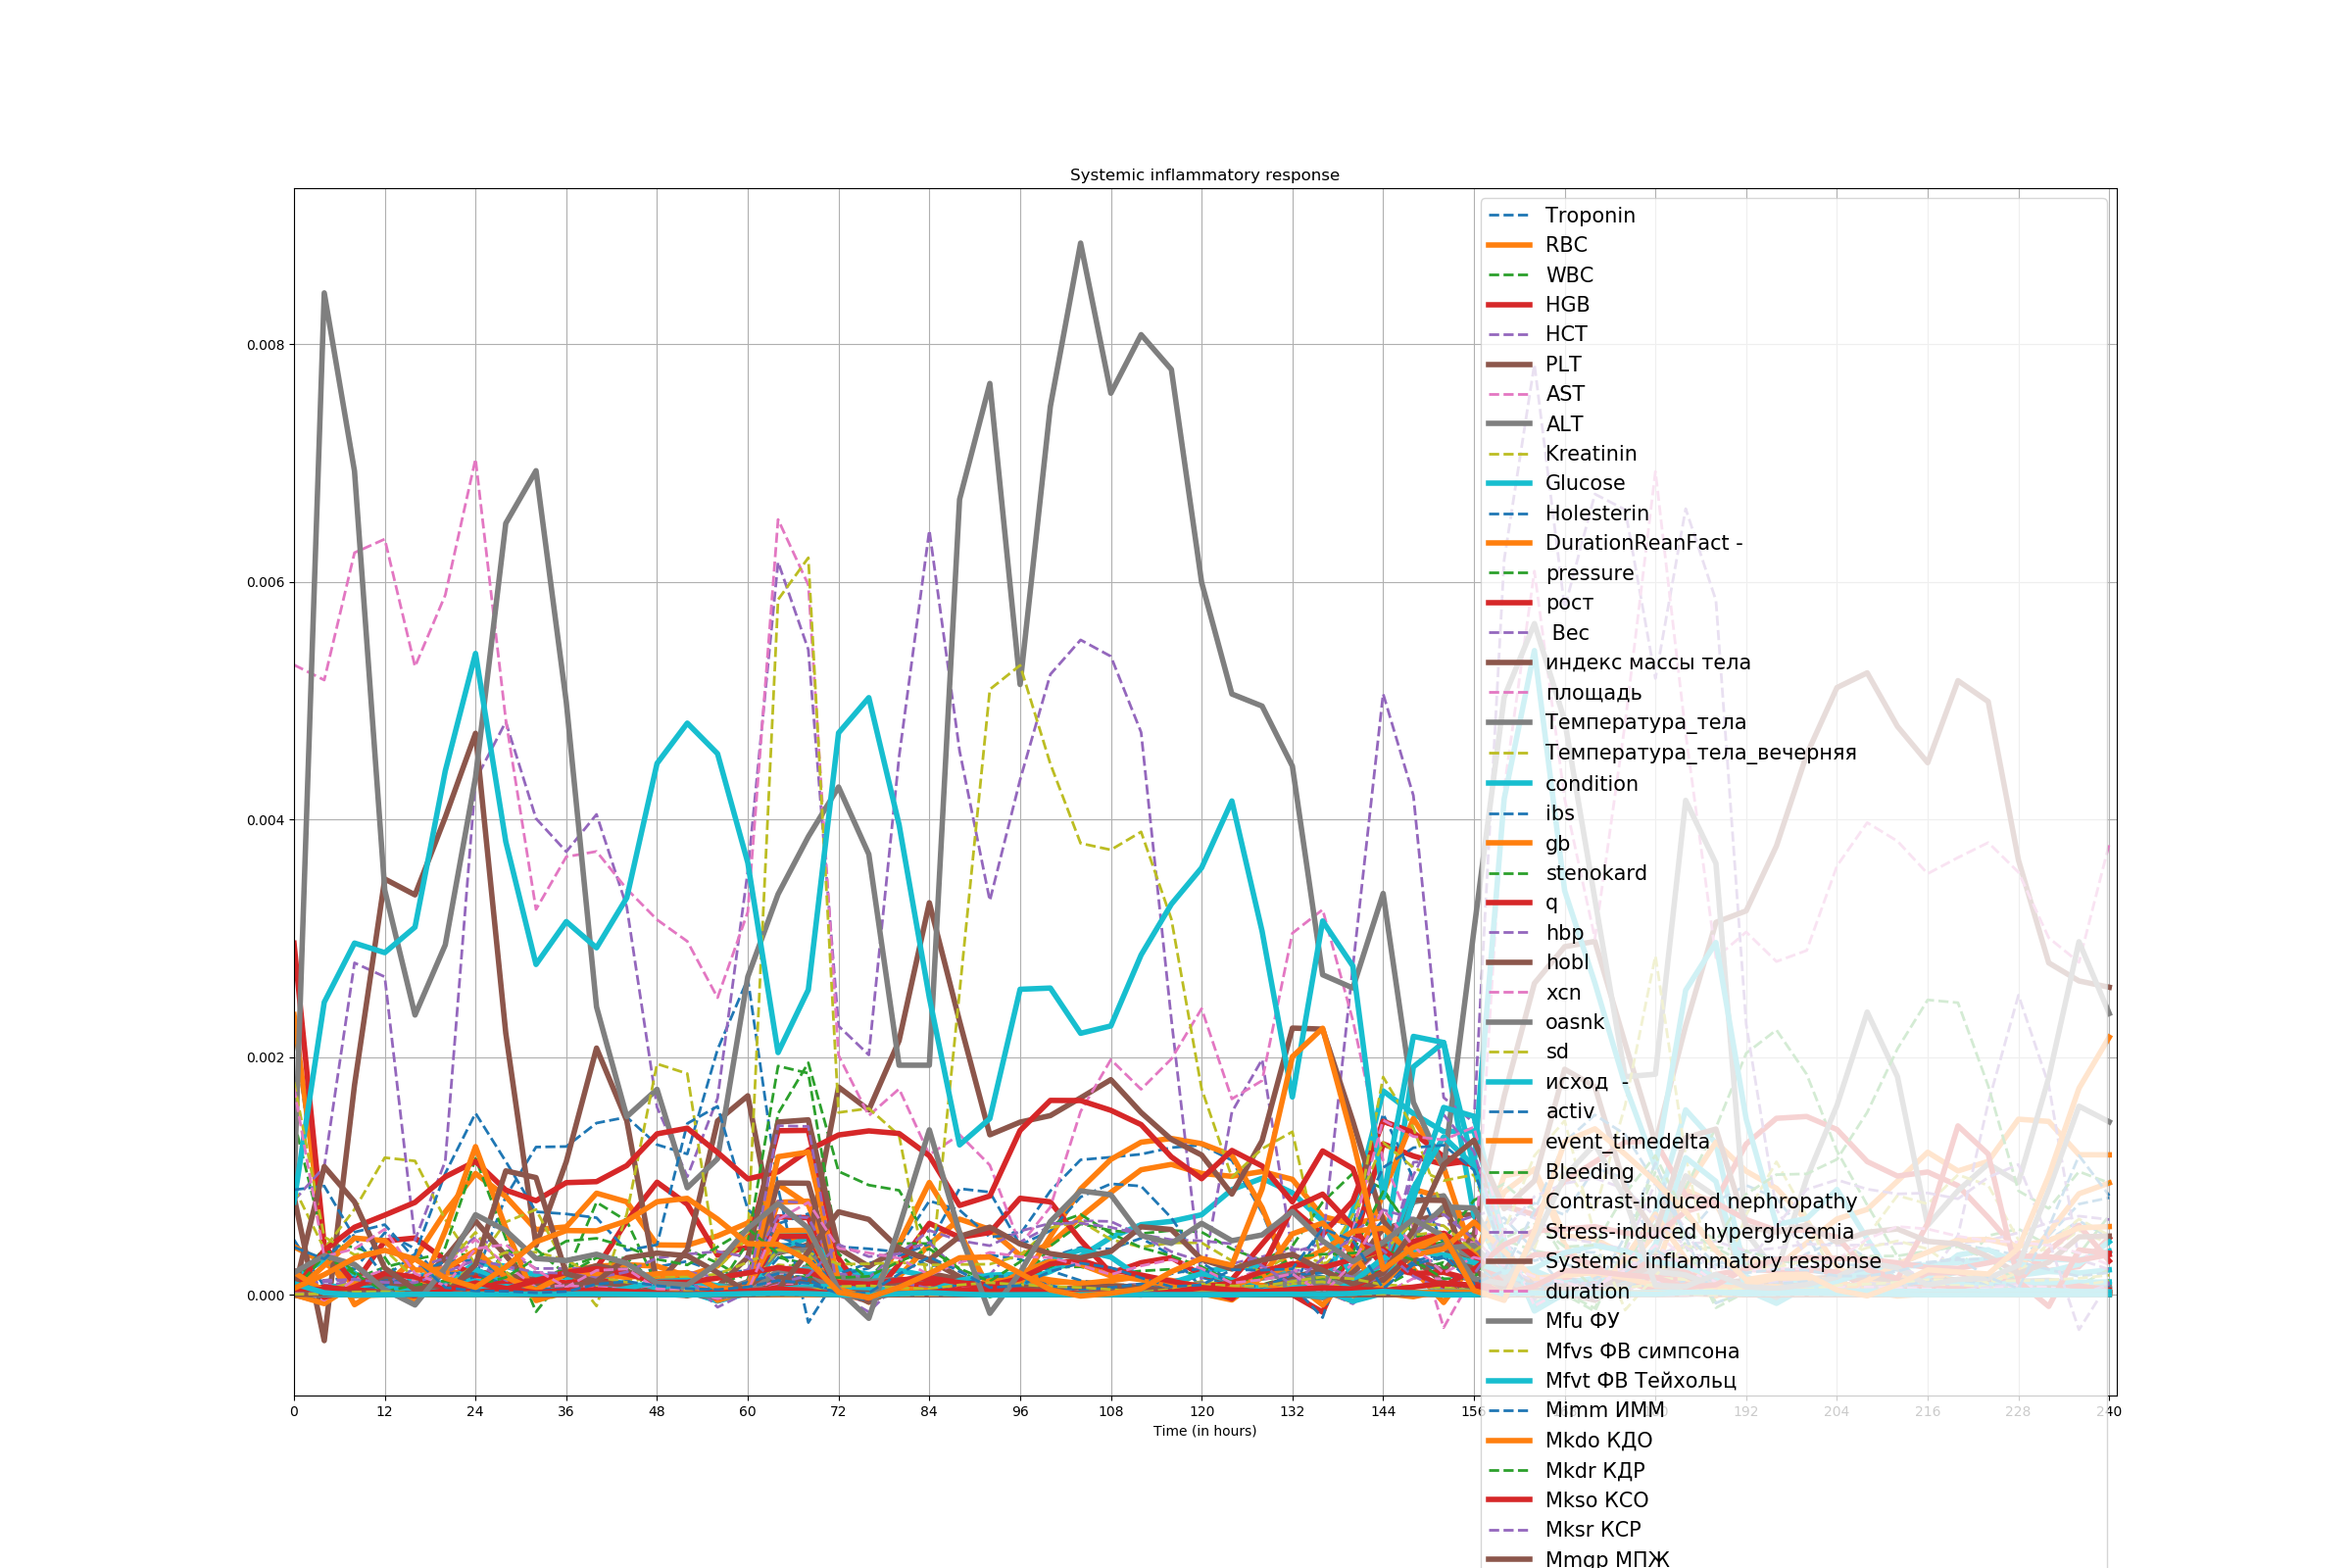 Systemic inflammatory response
0.008
0.006
0.004
0.002
0.000
Troponin
RBC
WBC
HGB
HCT
PLT
AST
ALT
Kreatinin
Glucose
Holesterin
DurationReanFact -
pressure
рост
Вес
индекс массы тела
площадь
Температура_тела
Температура_тела_вечерняя
condition
ibs
gb
stenokard
q
hbp
hobl
xcn
oasnk
sd
исход -
activ
event_timedelta
Bleeding
Contrast-induced nephropathy
Stress-induced hyperglycemia
Systemic inflammatory response
duration
Mfu ФУ
Mfvs ФВ симпсона
Mfvt ФВ Тейхольц
Mimm ИММ
Mkdo КДО
Mkdr КДР
Mkso КСО
Mksr КСР
Mmgp МПЖ
0 12 24 36 48 60 72 84 96 108 120 132 144 156 192 204 216 228 240
Time (in hours)